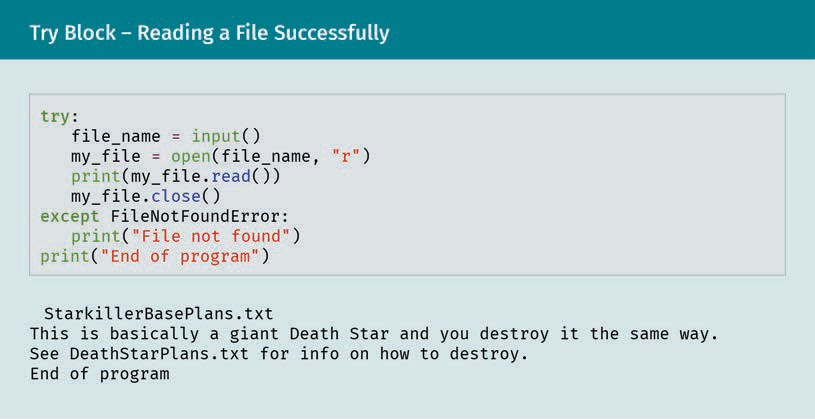 Try Block – Reading a File Successfully
try:
   file_name = input()
   my_file = open(file_name, "r")
   print(my_file.read())
   my_file.close()
except FileNotFoundError:
   print("File not found")
print("End of program")
StarkillerBasePlans.txt
This is basically a giant Death Star and you destroy it the same way.
See DeathStarPlans.txt for info on how to destroy.
End of program